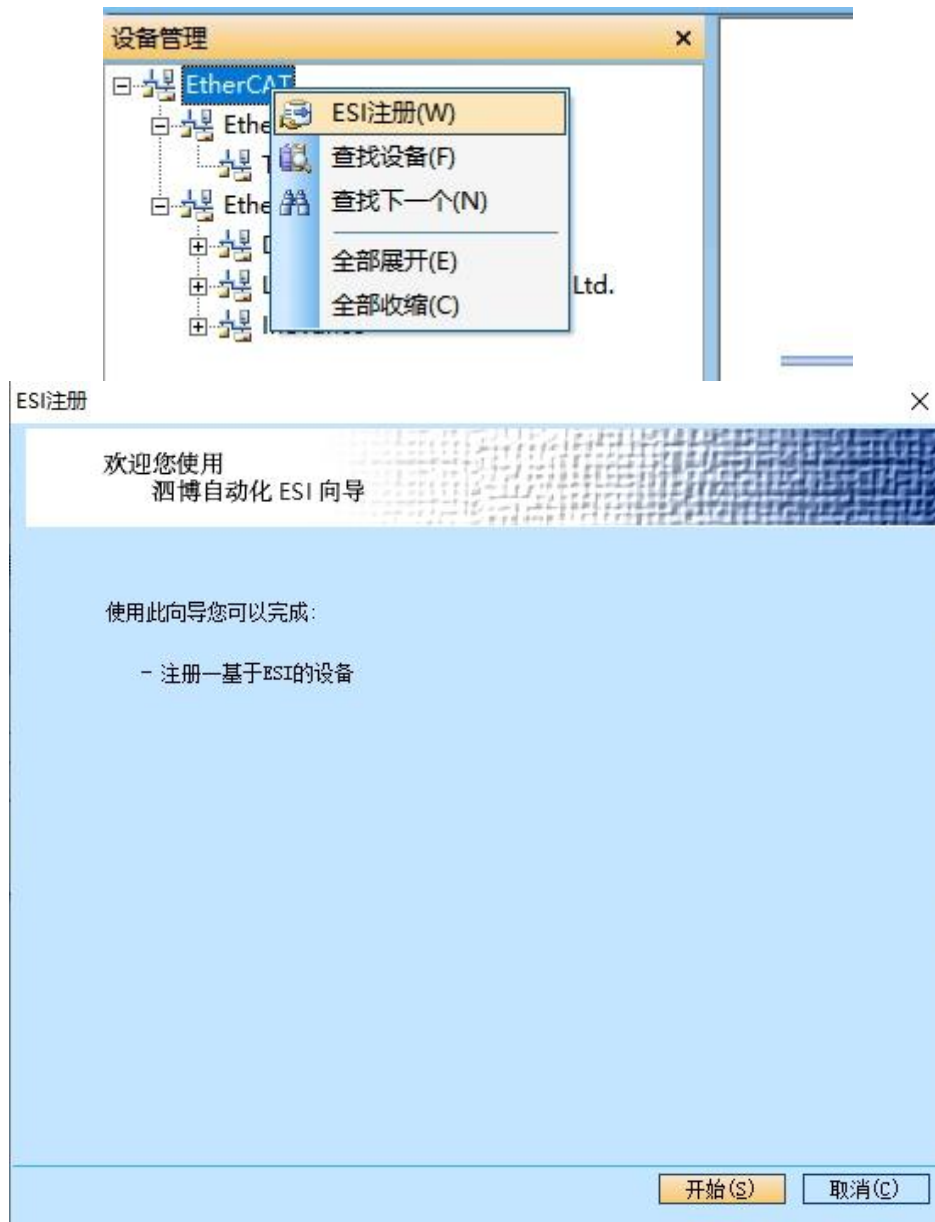 设备管理
EtherCAT
ESI注册(W)
查找设备(F)
查找下一个(N)
全部展开(E)
Ltd.
全部收缩(C)
ESI注册
欢迎您使用
泗博自动化 ESI 向导
使用此向导您可以完成:
- 注册一基于ESI的设备
开始(S)
取消(C)